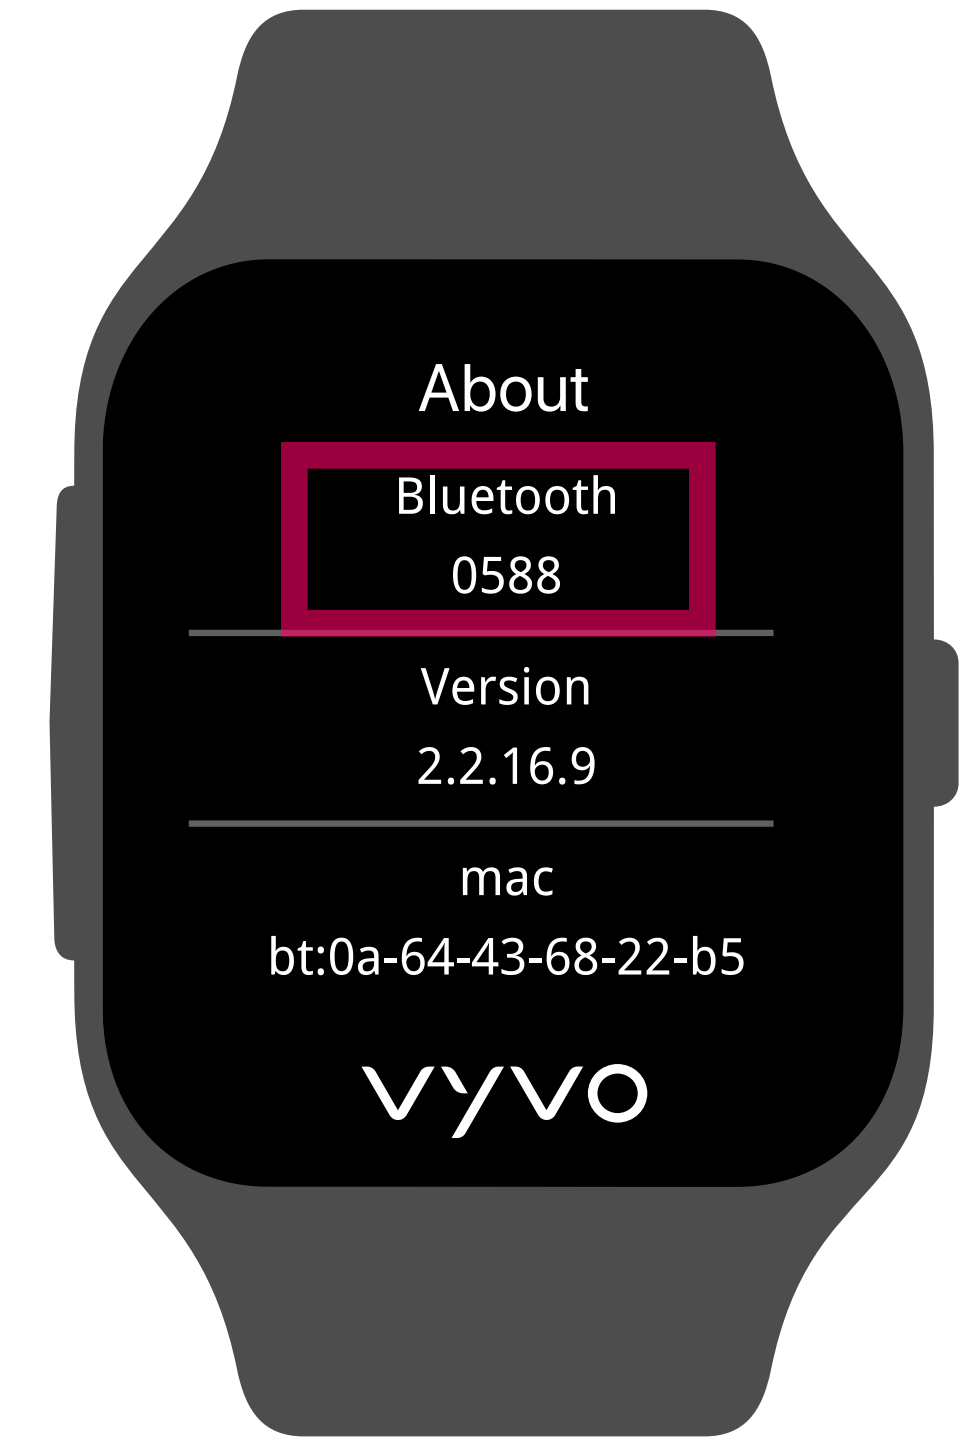 About
Bluetooth
0588
Version
2.2.16.9
mac
bt:0a-64-43-68-22-b5
vyvo